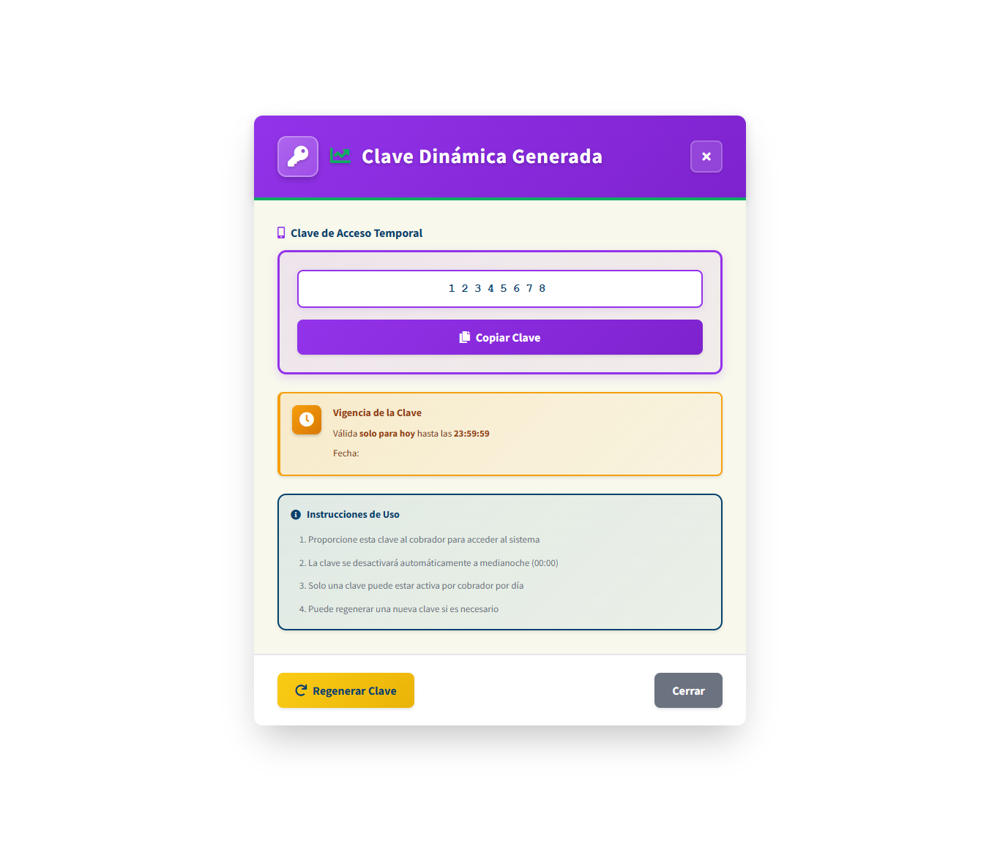 Clave Dinámica Generada
Clave de Acceso Temporal
1 2 3 4 5 6 7 8
Copiar Clave
Vigencia de la Clave
Válida solo para hoy hasta las 23:59:59
Fecha:
Instrucciones de Uso
1. Proporcione esta clave al cobrador para acceder al sistema
2. La clave se desactivará automáticamente a medianoche (00:00)
3. Solo una clave puede estar activa por cobrador por día
4. Puede regenerar una nueva clave si es necesario
Regenerar Clave
Cerrar